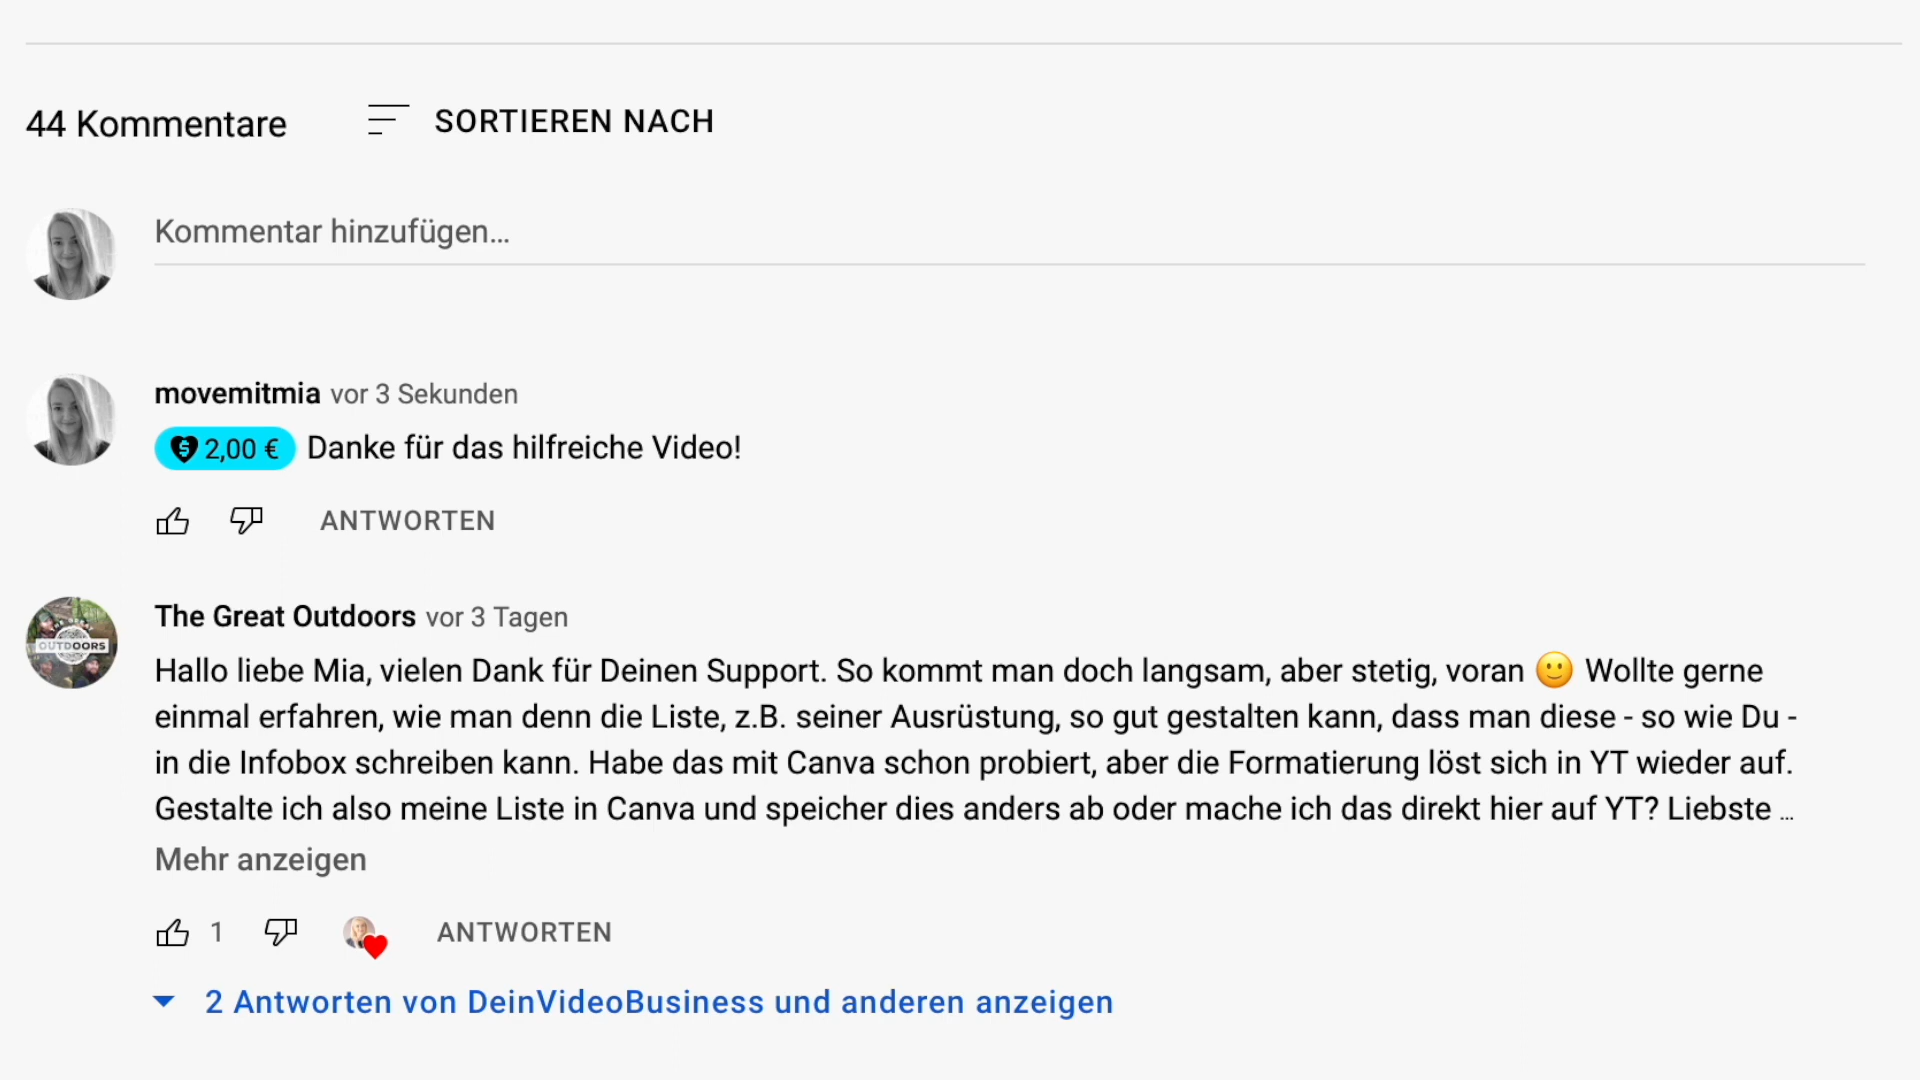 44 Kommentare SORTIEREN NACH
Kommentar hinzufügen...
movemitmia vor 3 Sekunden
2,00 € Danke für das hilfreiche Video!
ANTWORTEN
The Great Outdoors vor 3 Tagen
OUTDOORS
Hallo liebe Mia, vielen Dank für Deinen Support. So kommt man doch langsam, aber stetig, voran 🙂 Wollte gerne
einmal erfahren, wie man denn die Liste, z.B. seiner Ausrüstung, so gut gestalten kann, dass man diese - so wie Du -
in die Infobox schreiben kann. Habe das mit Canva schon probiert, aber die Formatierung löst sich in YT wieder auf.
Gestalte ich also meine Liste in Canva und speicher dies anders ab oder mache ich das direkt hier auf YT? Liebste ...
Mehr anzeigen
1 ANTWORTEN
2 Antworten von DeinVideoBusiness und anderen anzeigen